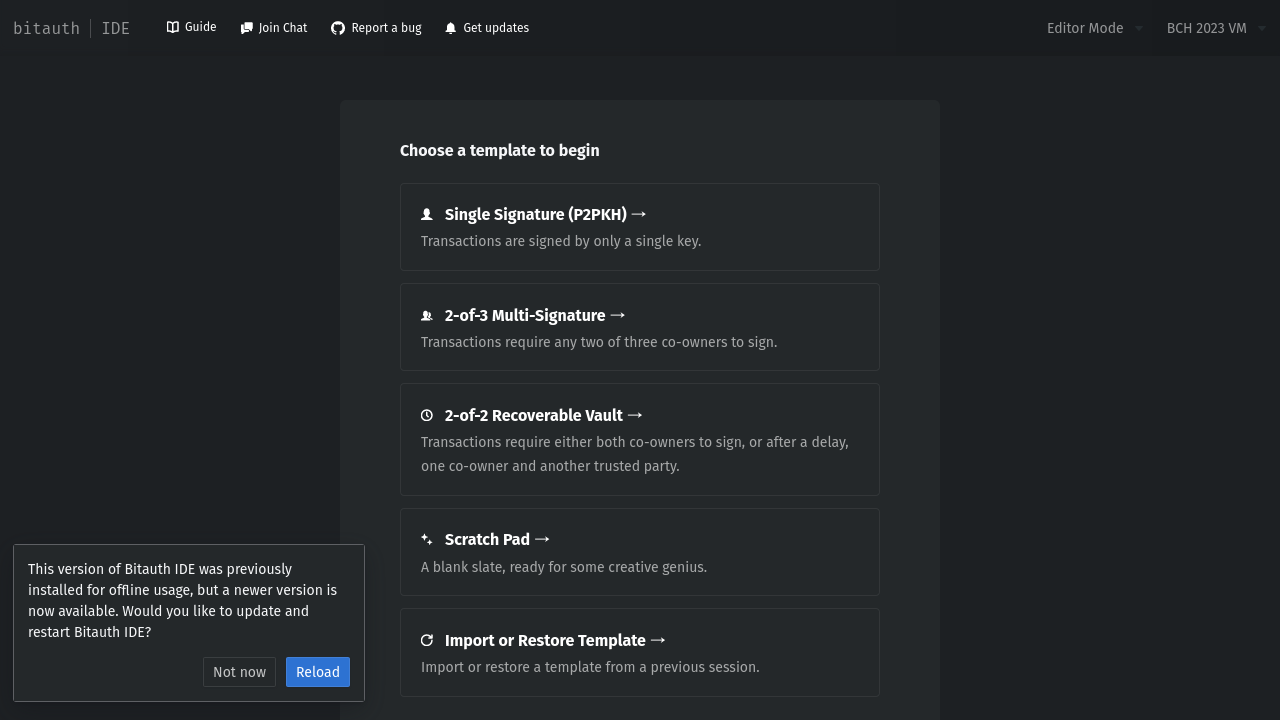 bitauth IDE Guide Join Chat Report a bug Get updates Editor Mode BCH 2023 VM
Choose a template to begin
Single Signature (P2PKH) →
Transactions are signed by only a single key.
2-of-3 Multi-Signature →
Transactions require any two of three co-owners to sign.
2-of-2 Recoverable Vault →
Transactions require either both co-owners to sign, or after a delay,
one co-owner and another trusted party.
Scratch Pad →
A blank slate, ready for some creative genius.
Import or Restore Template →
Import or restore a template from a previous session.
This version of Bitauth IDE was previously
installed for offline usage, but a newer version is
now available. Would you like to update and
restart Bitauth IDE?
Not now Reload